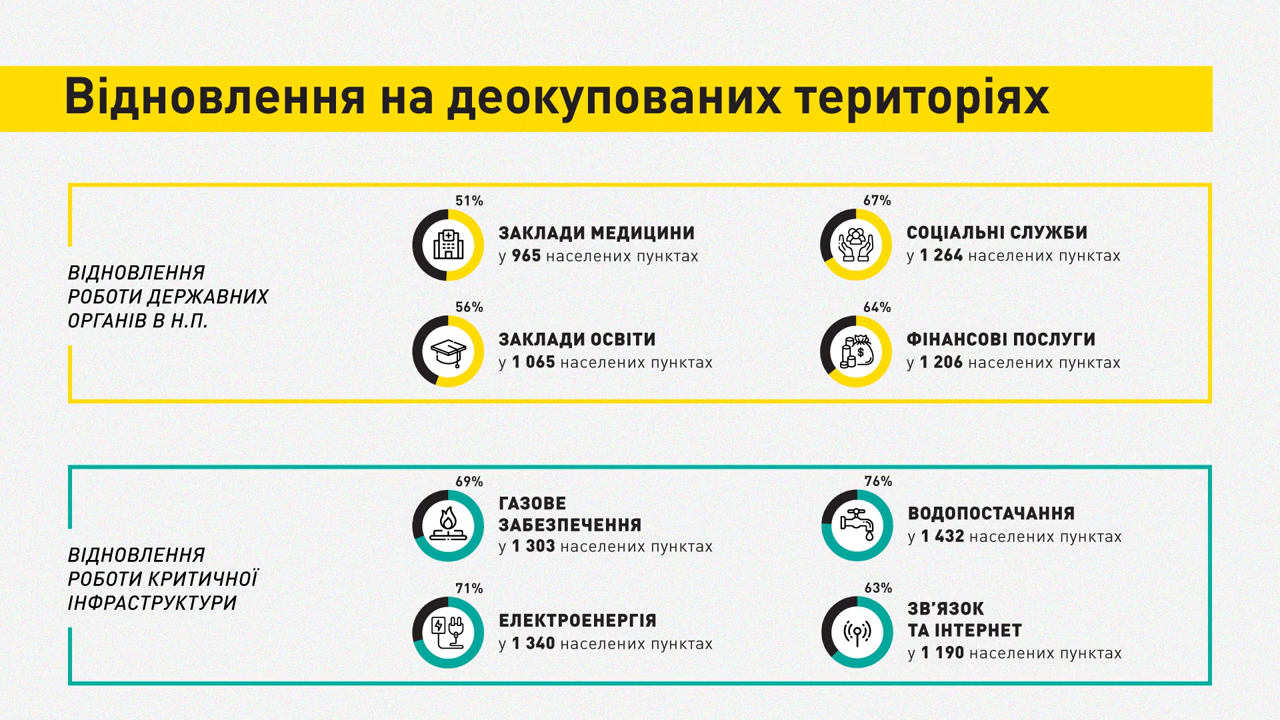 Відновлення на деокупованих територіях
ВІДНОВЛЕННЯ
РОБОТИ ДЕРЖАВНИХ
ОРГАНІВ В Н.П.
51%
ЗАКЛАДИ МЕДИЦИНИ
у 965 населених пунктах
67%
СОЦІАЛЬНІ СЛУЖБИ
у 1 264 населених пунктах
56%
ЗАКЛАДИ ОСВІТИ
у 1 065 населених пунктах
64%
ФІНАНСОВІ ПОСЛУГИ
у 1 206 населених пунктах
ВІДНОВЛЕННЯ
РОБОТИ КРИТИЧНОЇ
ІНФРАСТРУКТУРИ
69%
ГАЗОВЕ
ЗАБЕЗПЕЧЕННЯ
у 1 303 населених пунктах
76%
ВОДОПОСТАЧАННЯ
у 1 432 населених пунктах
71%
ЕЛЕКТРОЕНЕРГІЯ
у 1 340 населених пунктах
63%
ЗВ’ЯЗОК
ТА ІНТЕРНЕТ
у 1 190 населених пунктах